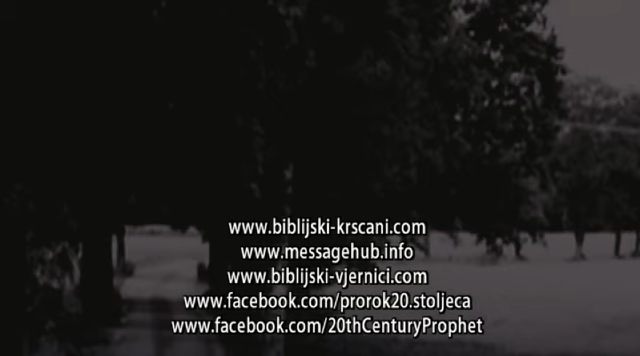 www.biblijski-krscani.com
www.messagehub.info
www.biblijski-vjernici.com
www.facebook.com/prorok20.stoljeca
www.facebook.com/20thCenturyProphet